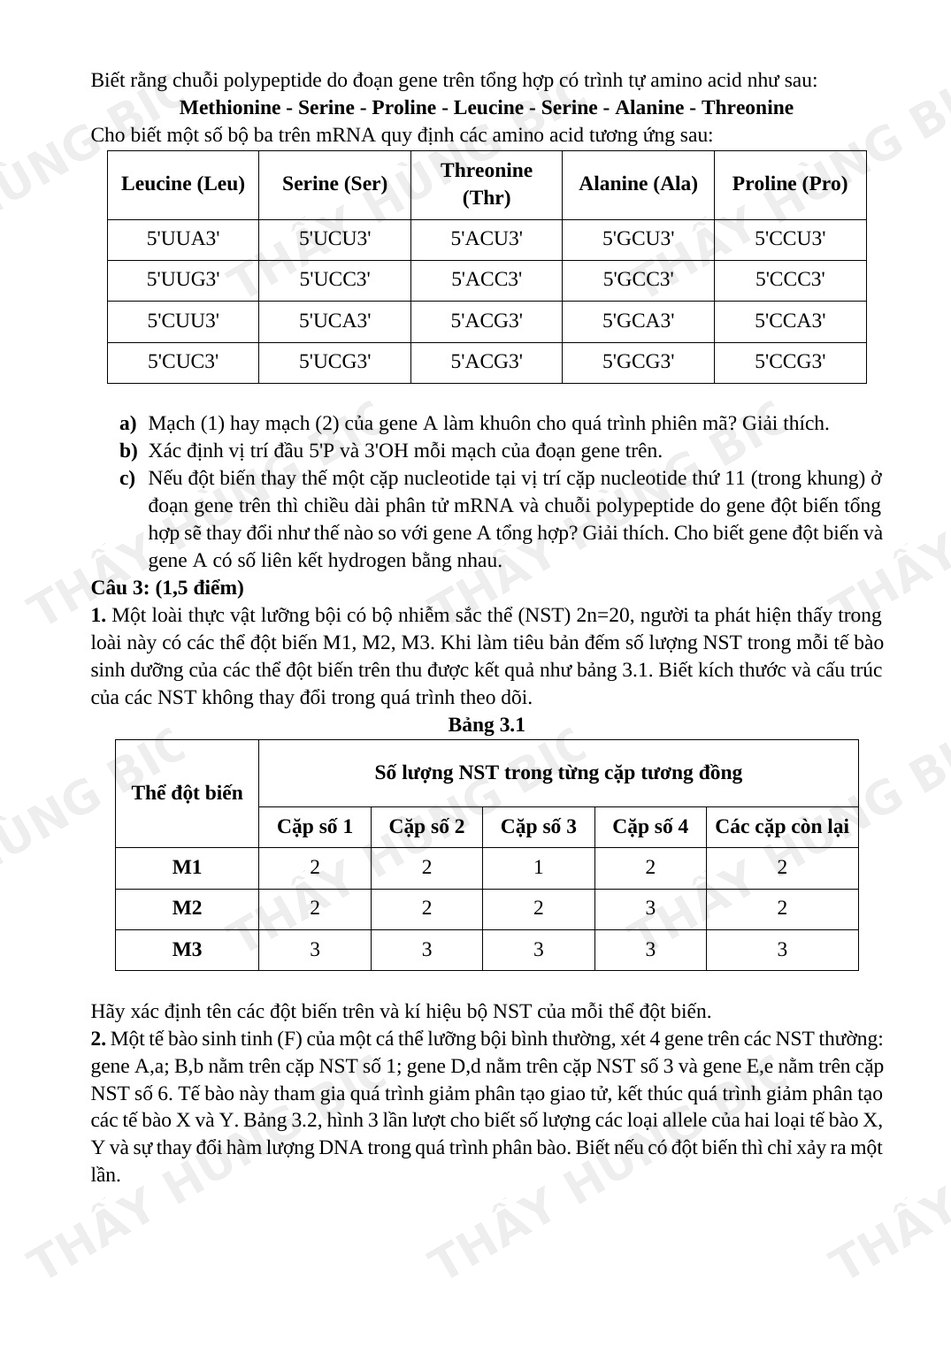 Biết rằng chuỗi polypeptide do đoạn gene trên tổng hợp có trình tự amino acid như sau:
Methionine - Serine - Proline - Leucine - Serine - Alanine - Threonine
Cho biết một số bộ ba trên mRNA quy định các amino acid tương ứng sau:
Leucine (Leu) Serine (Ser) Threonine (Thr) Alanine (Ala) Proline (Pro)
5'UUA3' 5'UCU3' 5'ACU3' 5'GCU3' 5'CCU3'
5'UUG3' 5'UCC3' 5'ACC3' 5'GCC3' 5'CCC3'
5'CUU3' 5'UCA3' 5'ACG3' 5'GCA3' 5'CCA3'
5'CUC3' 5'UCG3' 5'ACG3' 5'GCG3' 5'CCG3'
a) Mạch (1) hay mạch (2) của gene A làm khuôn cho quá trình phiên mã? Giải thích.
b) Xác định vị trí đầu 5'P và 3'OH mỗi mạch của đoạn gene trên.
c) Nếu đột biến thay thế một cặp nucleotide tại vị trí cặp nucleotide thứ 11 (trong khung) ở
đoạn gene trên thì chiều dài phân tử mRNA và chuỗi polypeptide do gene đột biến tổng
hợp sẽ thay đổi như thế nào so với gene A tổng hợp? Giải thích. Cho biết gene đột biến và
gene A có số liên kết hydrogen bằng nhau.
Câu 3: (1,5 điểm)
1. Một loài thực vật lưỡng bội có bộ nhiễm sắc thể (NST) 2n=20, người ta phát hiện thấy trong
loài này có các thể đột biến M1, M2, M3. Khi làm tiêu bản đếm số lượng NST trong mỗi tế bào
sinh dưỡng của các thể đột biến trên thu được kết quả như bảng 3.1. Biết kích thước và cấu trúc
của các NST không thay đổi trong quá trình theo dõi.
Bảng 3.1
Thể đột biến Số lượng NST trong từng cặp tương đồng
Cặp số 1 Cặp số 2 Cặp số 3 Cặp số 4 Các cặp còn lại
M1 2 2 1 2 2
M2 2 2 2 3 2
M3 3 3 3 3 3
Hãy xác định tên các đột biến trên và kí hiệu bộ NST của mỗi thể đột biến.
2. Một tế bào sinh tinh (F) của một cá thể lưỡng bội bình thường, xét 4 gene trên các NST thường:
gene A,a; B,b nằm trên cặp NST số 1; gene D,d nằm trên cặp NST số 3 và gene E,e nằm trên cặp
NST số 6. Tế bào này tham gia quá trình giảm phân tạo giao tử, kết thúc quá trình giảm phân tạo
các tế bào X và Y. Bảng 3.2, hình 3 lần lượt cho biết số lượng các loại allele của hai loại tế bào X,
Y và sự thay đổi hàm lượng DNA trong quá trình phân bào. Biết nếu có đột biến thì chỉ xảy ra một
lần.
THẦY HÙNG BIC